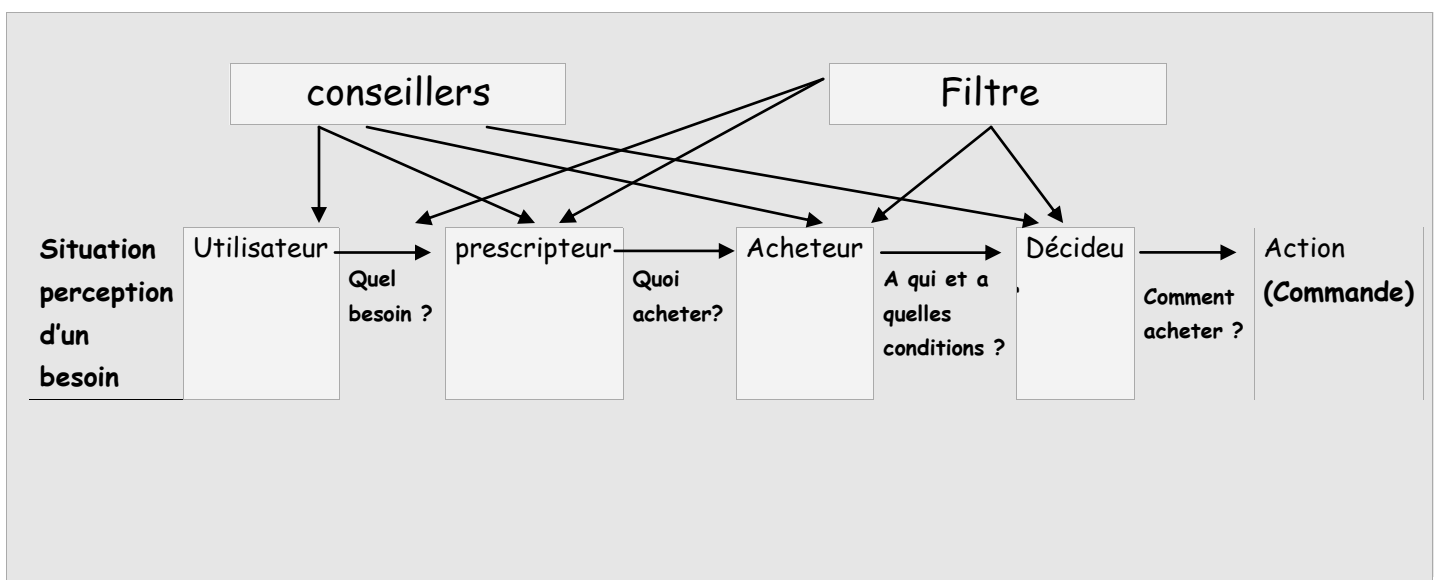 conseillers
Filtre
Situation
perception
d'un
besoin
Utilisateur
Quel
besoin ?
prescripteur
Quoi
acheter?
Acheteur
A qui et a
quelles
conditions ?
Décideu
Comment
acheter ?
Action
(Commande)